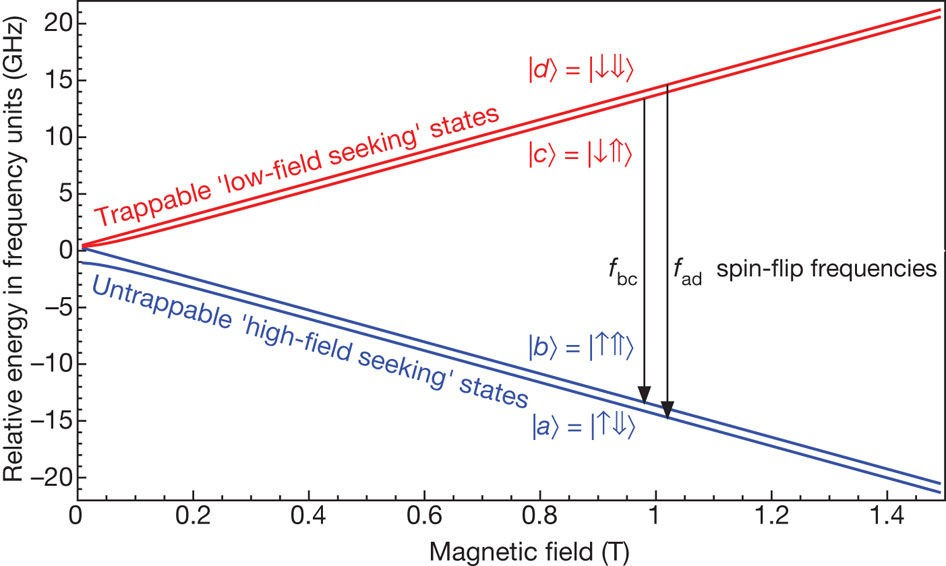 Relative energy in frequency units (GHz)
20
15
10
5
0
−5
−10
−15
−20
|d⟩ = |↓⇓⟩
Trappable 'low-field seeking' states
|c⟩ = |↓⇑⟩
f bc
f ad spin-flip frequencies
Untrappable 'high-field seeking' states
|b⟩ = |↑⇑⟩
|a⟩ = |↑⇓⟩
0 0.2 0.4 0.6 0.8 1 1.2 1.4
Magnetic field (T)